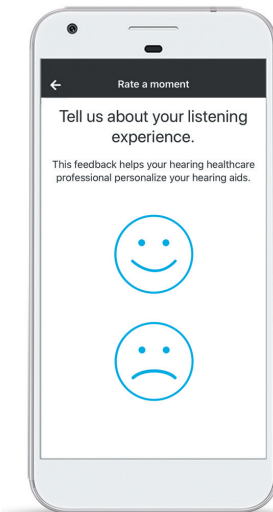 Rate a moment
Tell us about your listening
experience.
This feedback helps your hearing healthcare
professional personalize your hearing aids.